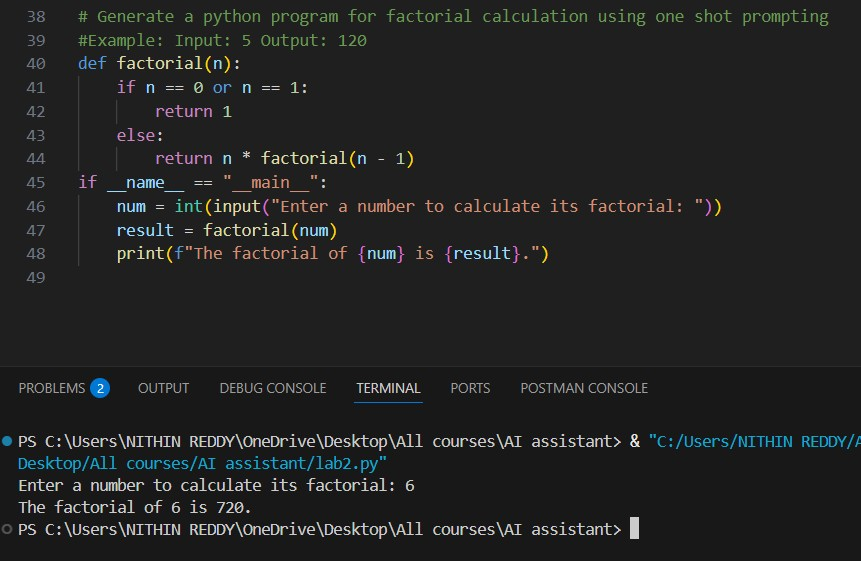 38 # Generate a python program for factorial calculation using one shot prompting
39 #Example: Input: 5 Output: 120
40 def factorial(n):
41     if n == 0 or n == 1:
42         return 1
43     else:
44         return n * factorial(n - 1)
45 if __name__ == "__main__":
46     num = int(input("Enter a number to calculate its factorial: "))
47     result = factorial(num)
48     print(f"The factorial of {num} is {result}.")
49
PROBLEMS 2 OUTPUT DEBUG CONSOLE TERMINAL PORTS POSTMAN CONSOLE
PS C:\Users\NITHIN REDDY\OneDrive\Desktop\All courses\AI assistant> & "C:/Users/NITHIN REDDY/A
Desktop/All courses/AI assistant/lab2.py"
Enter a number to calculate its factorial: 6
The factorial of 6 is 720.
PS C:\Users\NITHIN REDDY\OneDrive\Desktop\All courses\AI assistant>